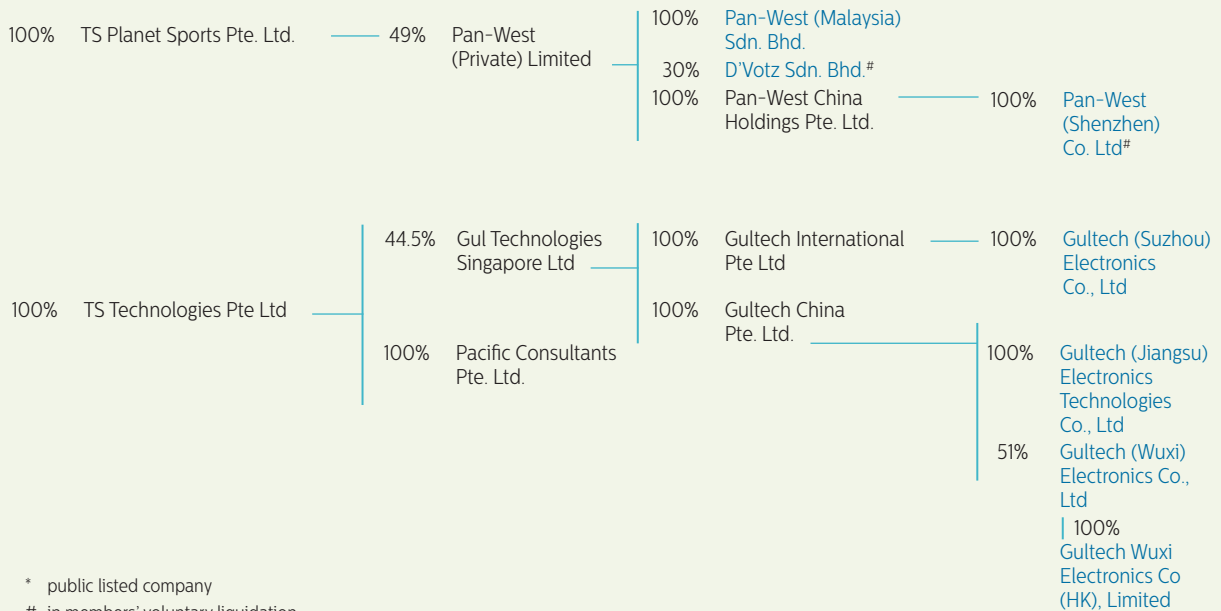 100% TS Planet Sports Pte. Ltd.
49% Pan-West
(Private) Limited
100% Pan-West (Malaysia)
Sdn. Bhd.
30% D'Votz Sdn. Bhd.#
100% Pan-West China
Holdings Pte. Ltd.
100% Pan-West
(Shenzhen)
Co. Ltd#
100% TS Technologies Pte Ltd
44.5% Gul Technologies
Singapore Ltd
100% Pacific Consultants
Pte. Ltd.
100% Gultech International
Pte Ltd
100% Gultech China
Pte. Ltd.
100% Gultech (Suzhou)
Electronics
Co., Ltd
100% Gultech (Jiangsu)
Electronics
Technologies
Co., Ltd
51% Gultech (Wuxi)
Electronics Co.,
Ltd
100%
Gultech Wuxi
Electronics Co
(HK), Limited
* public listed company
# in members' voluntary liquidation